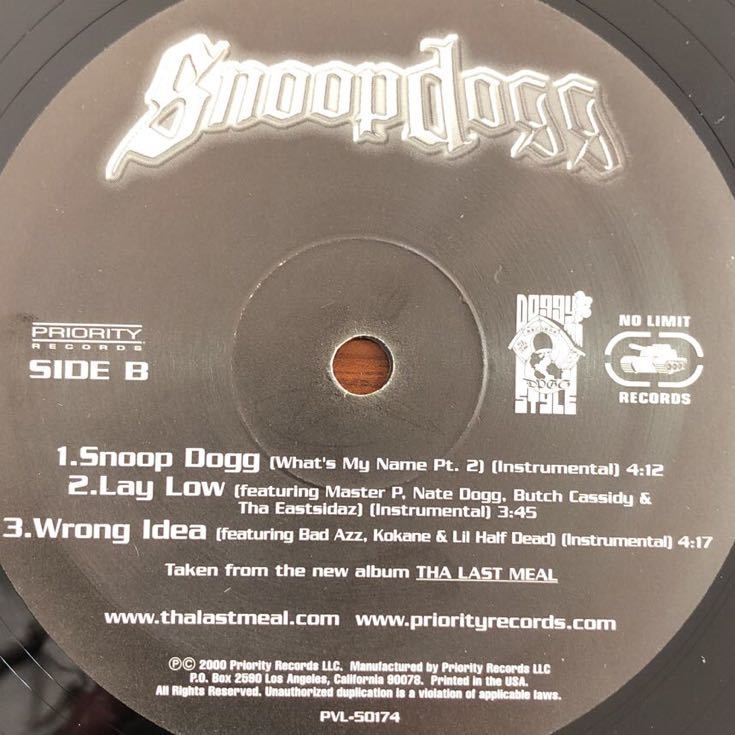 Snoopdogg
PRIORITY
RECORDS
SIDE B
DOGGY
DOGG
STYLE
NO LIMIT
RECORDS
1.Snoop Dogg (What's My Name Pt. 2) (Instrumental) 4:12
2.Lay Low (featuring Master P, Nate Dogg, Butch Cassidy &
Tha Eastsidaz) (Instrumental) 3:45
3.Wrong Idea (featuring Bad Azz, Kokane & Lil Half Dead) (Instrumental) 4:17
Taken from the new album THA LAST MEAL
www.thalastmeal.com www.priorityrecords.com
℗© 2000 Priority Records LLC. Manufactured by Priority Records LLC
P.O. Box 2590 Los Angeles, California 90078. Printed in the USA.
All Rights Reserved. Unauthorized duplication is a violation of applicable laws.
PVL-50174